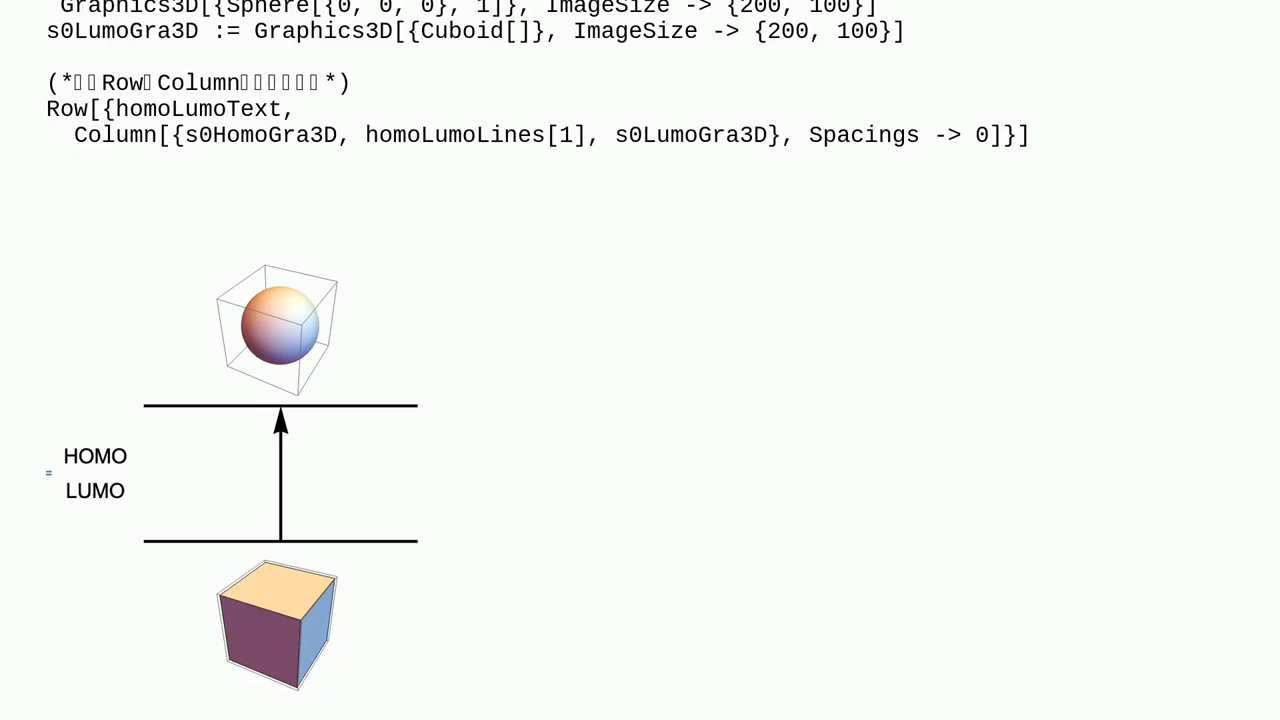 Graphics3D[{Sphere[{0, 0, 0}, 1]}, ImageSize -> {200, 100}]
s0LumoGra3D := Graphics3D[{Cuboid[]}, ImageSize -> {200, 100}]
(*Row Column*)
Row[{homoLumoText,
Column[{s0HomoGra3D, homoLumoLines[1], s0LumoGra3D}, Spacings -> 0]}]
HOMO
=
LUMO